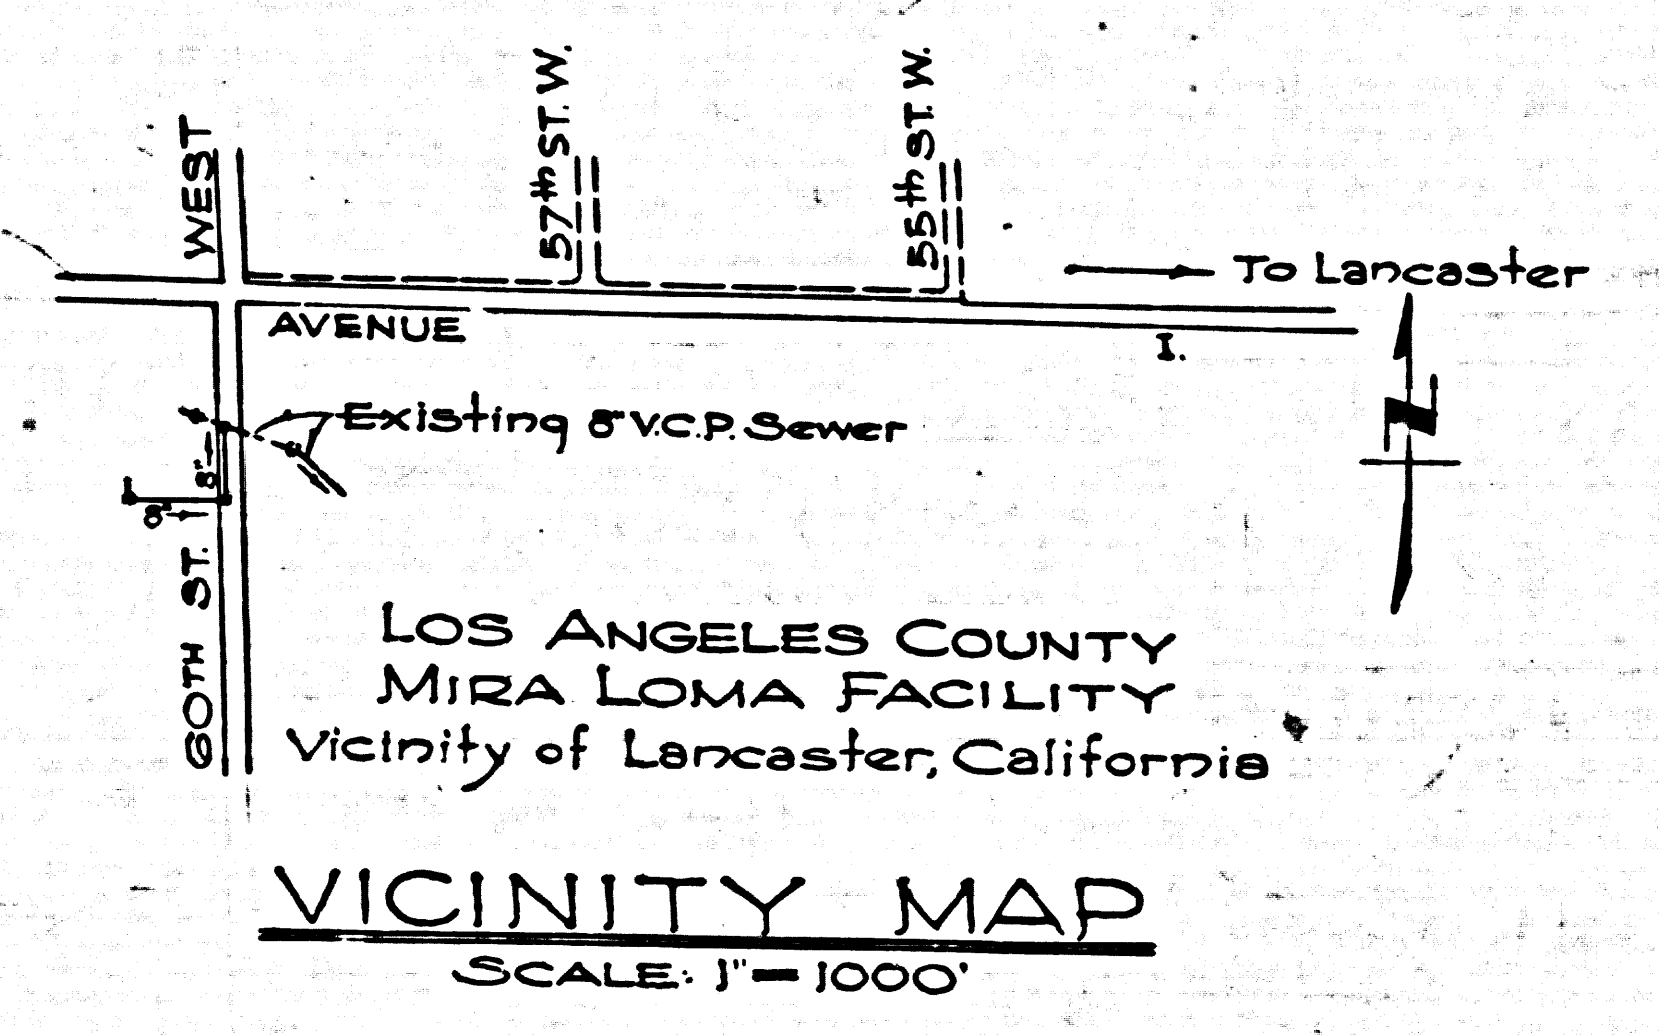 WEST
57th ST. W.
55th ST. W.
To Lancaster
AVENUE I.
Existing 8" V.C.P. Sewer
8"
8"
60TH ST.
N
LOS ANGELES COUNTY
MIRA LOMA FACILITY
Vicinity of Lancaster, California
VICINITY MAP
SCALE: 1" = 1000'